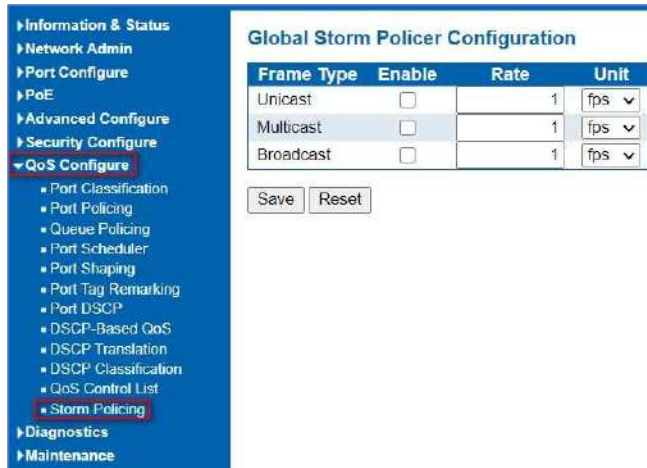 Information & Status
Network Admin
Port Configure
PoE
Advanced Configure
Security Configure
QoS Configure
Port Classification
Port Policing
Queue Policing
Port Scheduler
Port Shaping
Port Tag Remarking
Port DSCP
DSCP-Based QoS
DSCP Translation
DSCP Classification
QoS Control List
Storm Policing
Diagnostics
Maintenance
Global Storm Policer Configuration
Frame Type Enable Rate Unit
Unicast 1 fps
Multicast 1 fps
Broadcast 1 fps
Save Reset